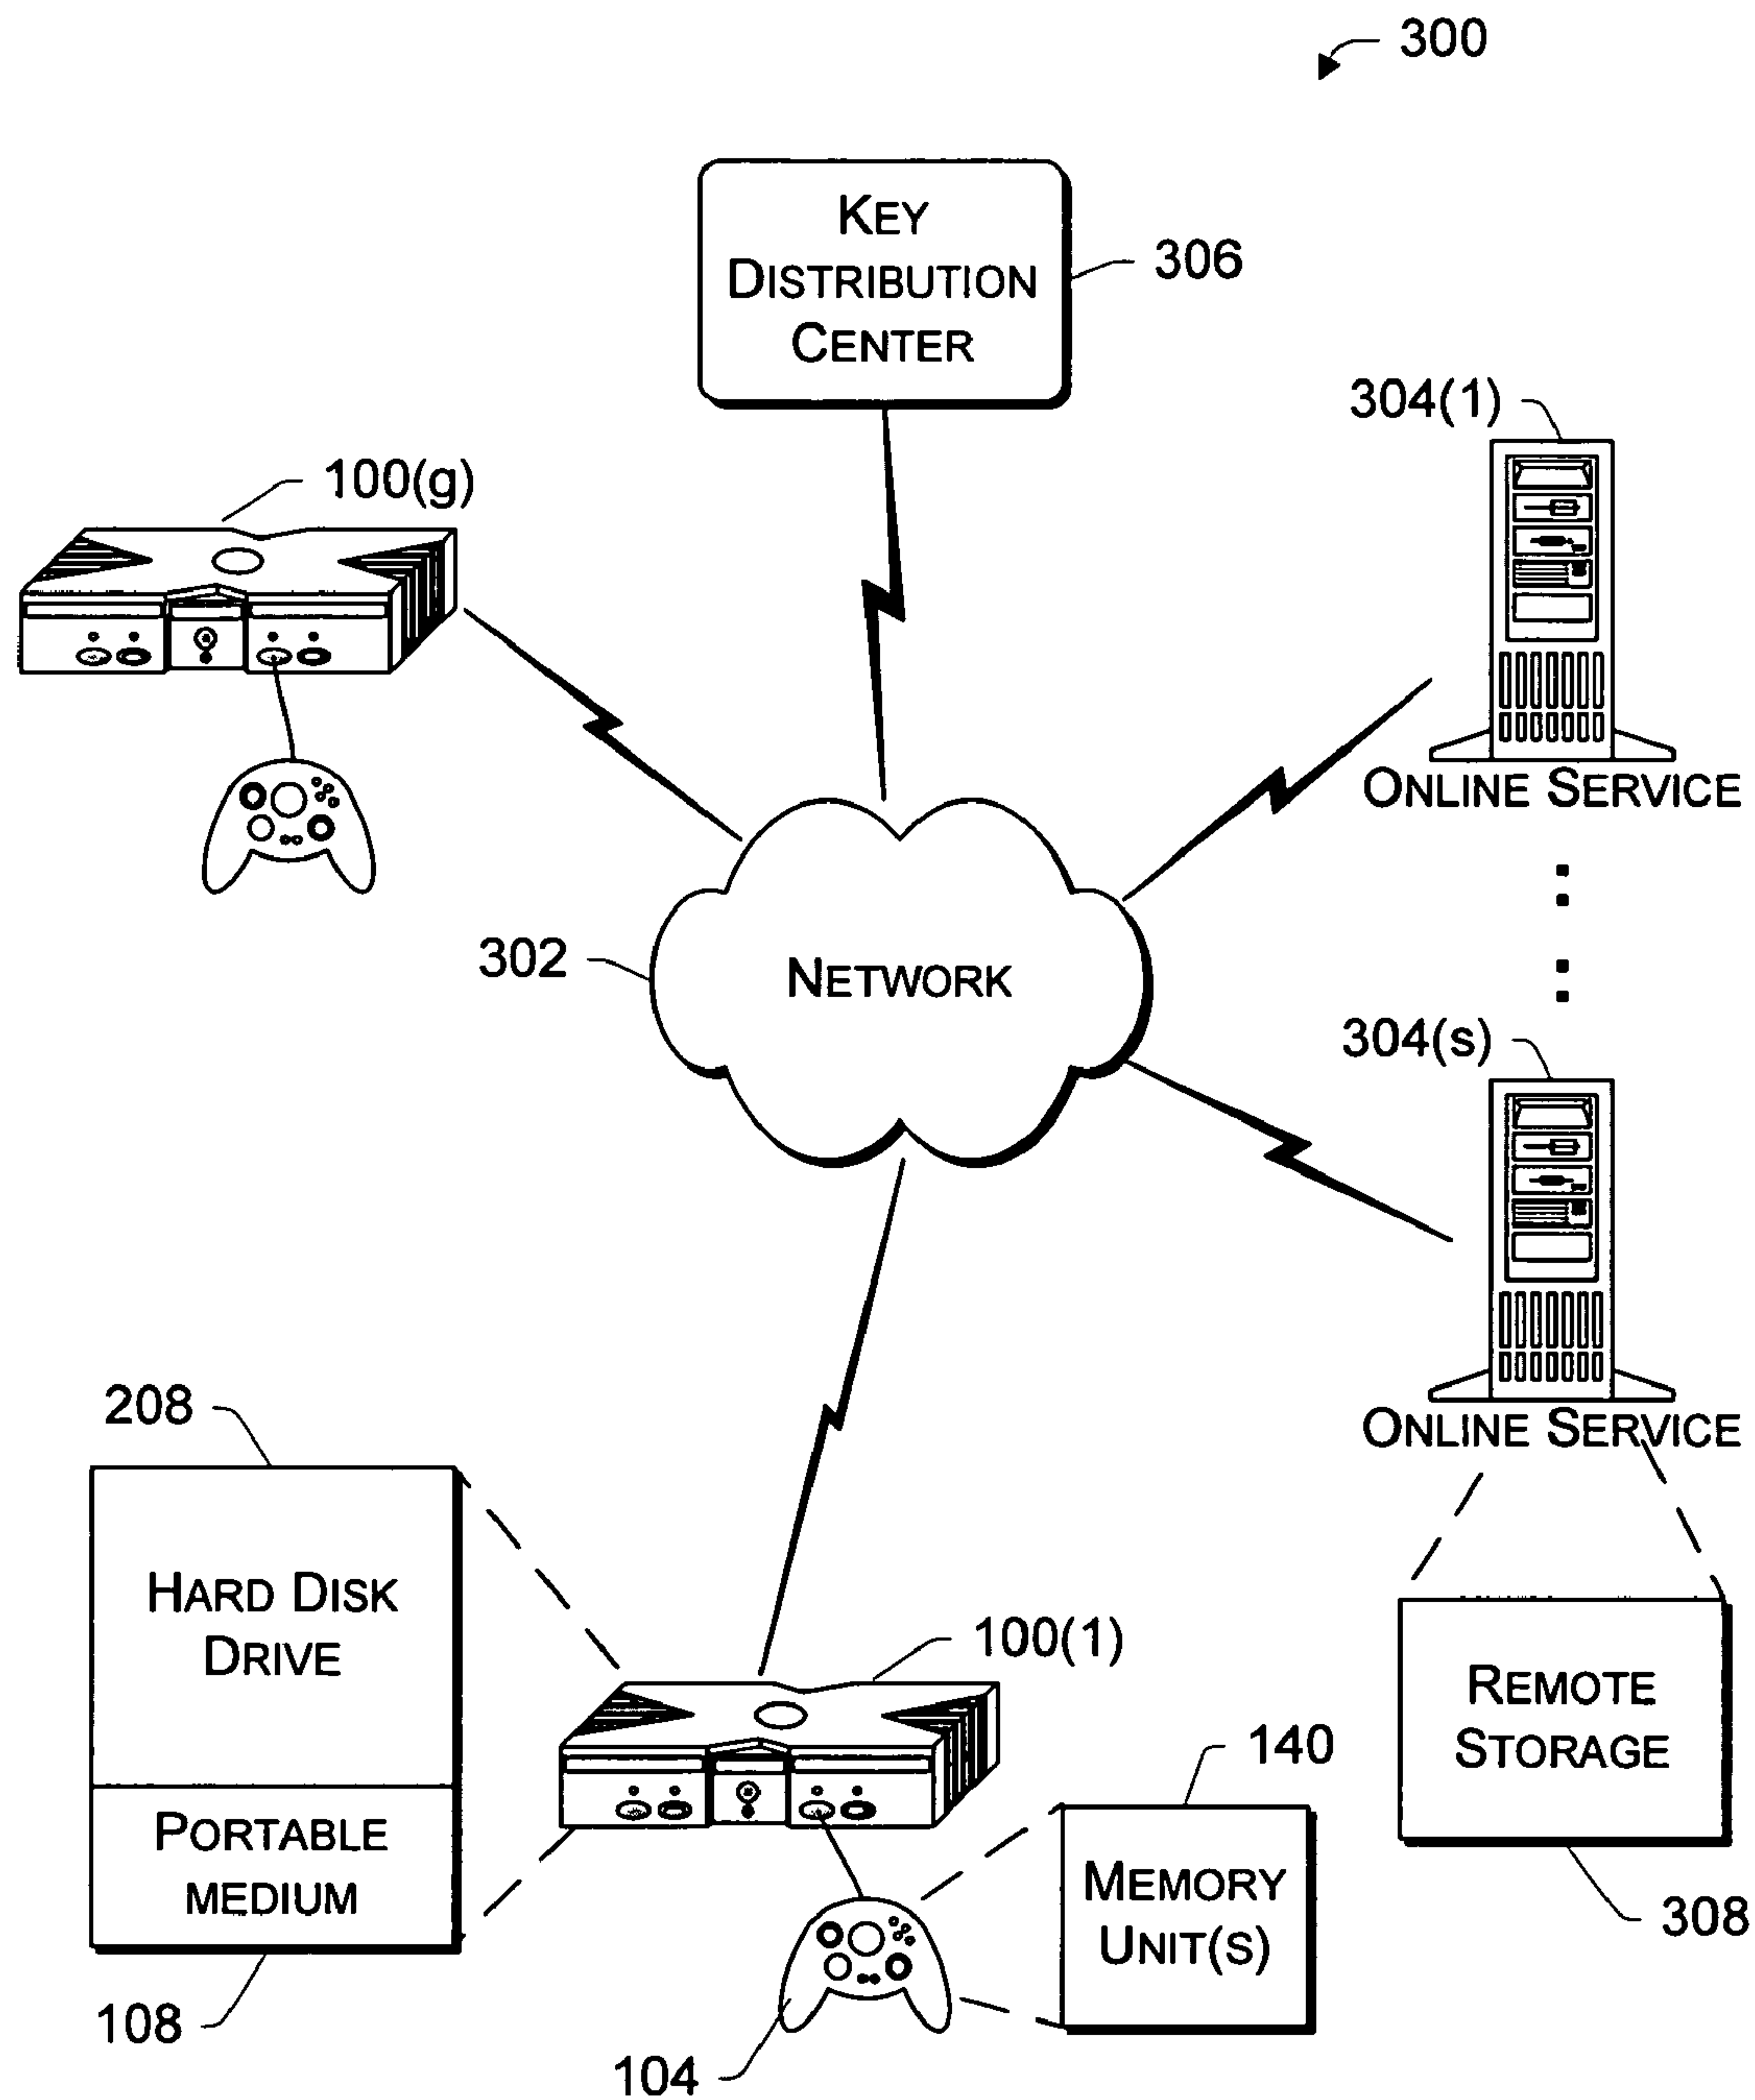 300
KEY
DISTRIBUTION
CENTER
306
304(1)
100(g)
ONLINE SERVICE
302
NETWORK
304(s)
ONLINE SERVICE
208
HARD DISK
DRIVE
PORTABLE
MEDIUM
108
100(1)
140
REMOTE
STORAGE
308
MEMORY
UNIT(S)
104